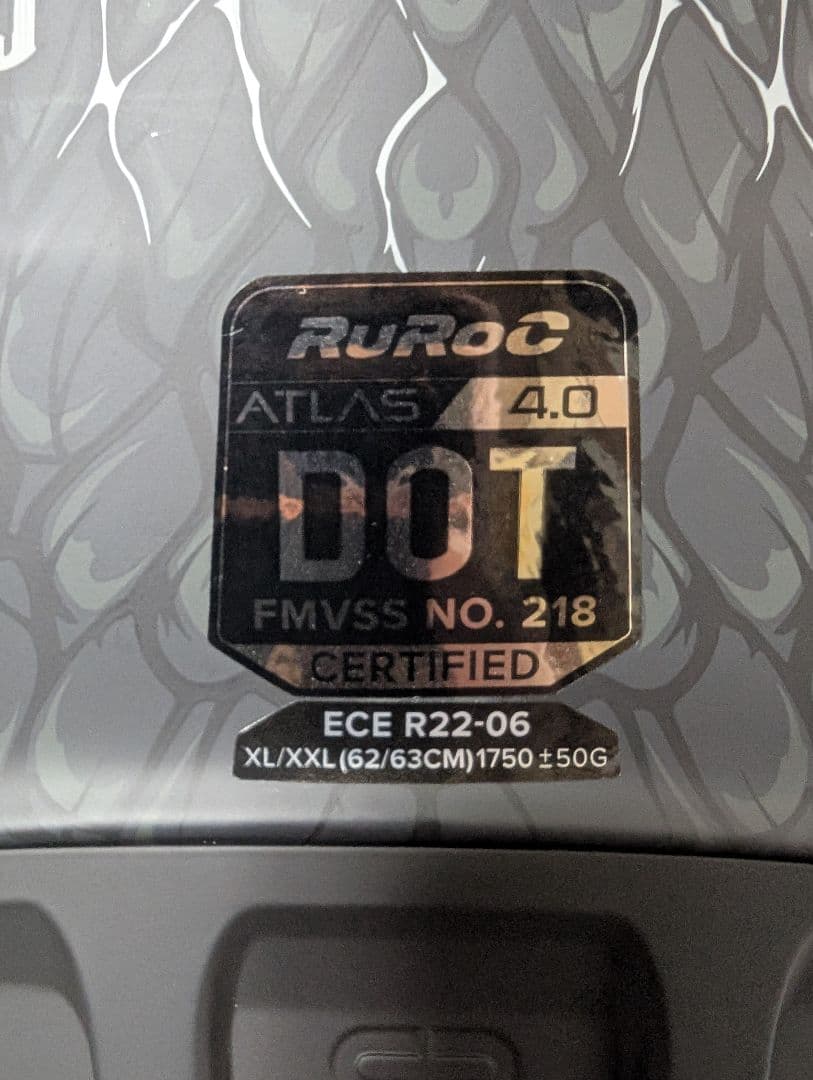 RUROC
ATLAS 4.0
DOT
FMVSS NO. 218
CERTIFIED
ECE R22-06
XL/XXL(62/63CM)1750±50G